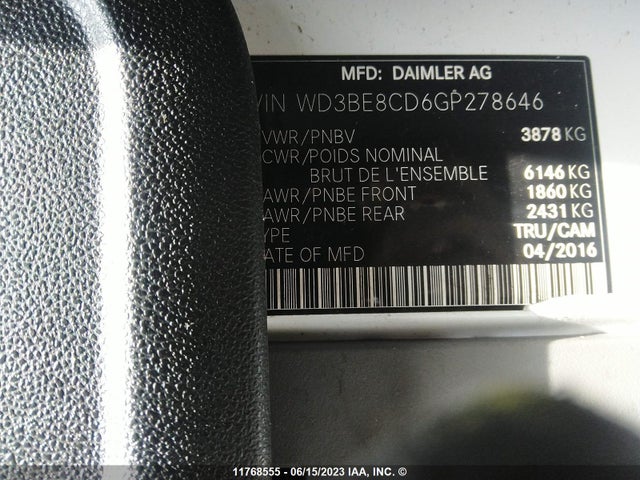 MFD: DAIMLER AG
VIN WD3BE8CD6GP278646
VWR/PNBV 3878 KG
CWR/POIDS NOMINAL
BRUT DE L'ENSEMBLE 6146 KG
AWR/PNBE FRONT 1860 KG
AWR/PNBE REAR 2431 KG
YPE TRU/CAM
ATE OF MFD 04/2016
11768555 - 06/15/2023 IAA, INC. ©